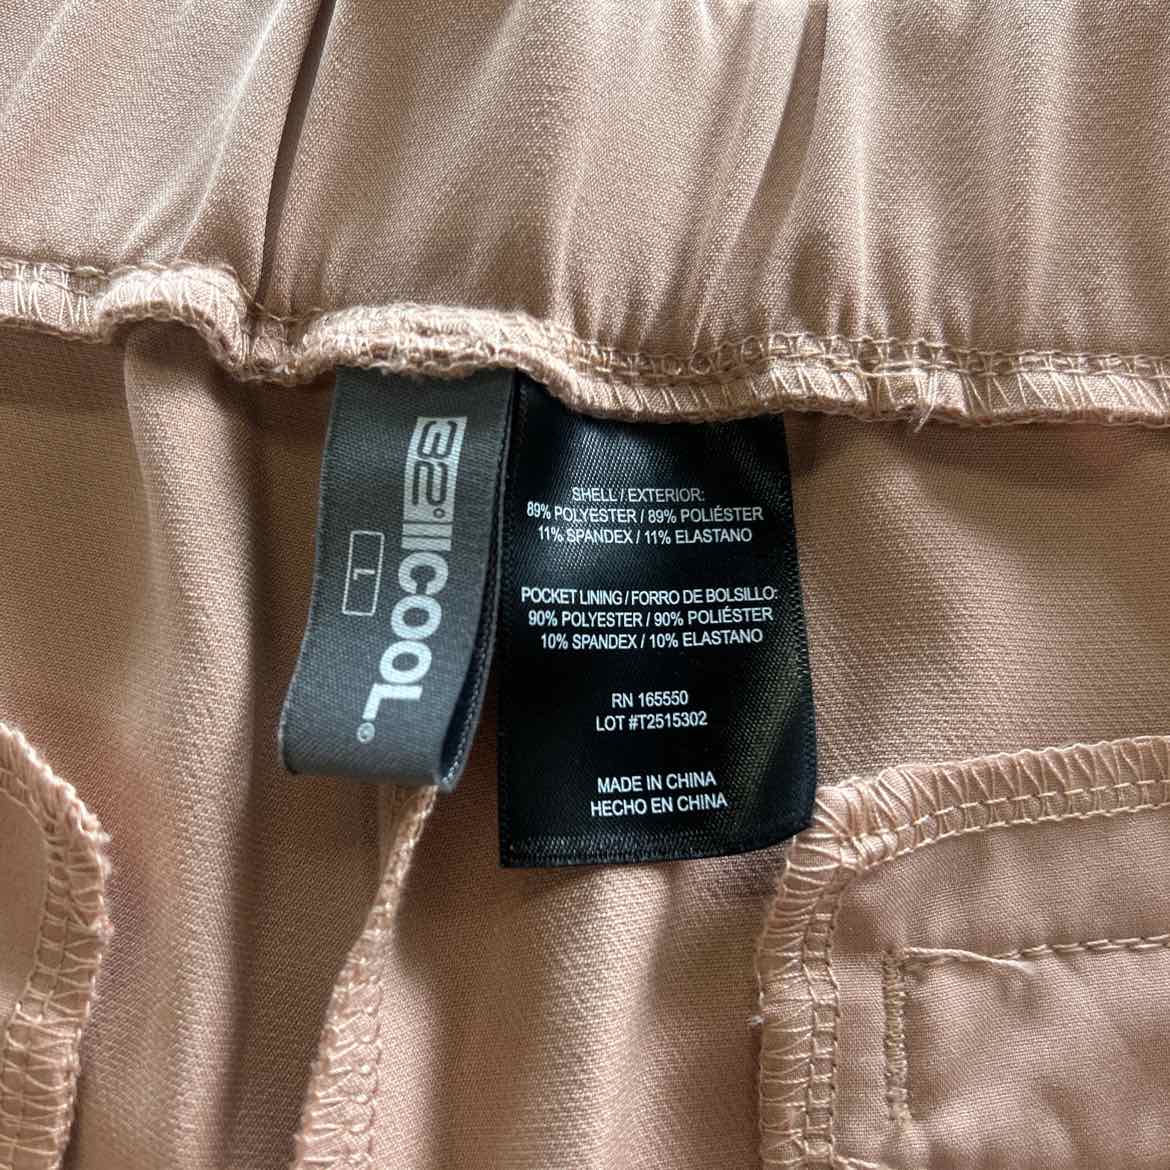 32° COOL®
L
SHELL / EXTERIOR:
89% POLYESTER / 89% POLIÉSTER
11% SPANDEX / 11% ELASTANO
POCKET LINING / FORRO DE BOLSILLO:
90% POLYESTER / 90% POLIÉSTER
10% SPANDEX / 10% ELASTANO
RN 165550
LOT #T2515302
MADE IN CHINA
HECHO EN CHINA